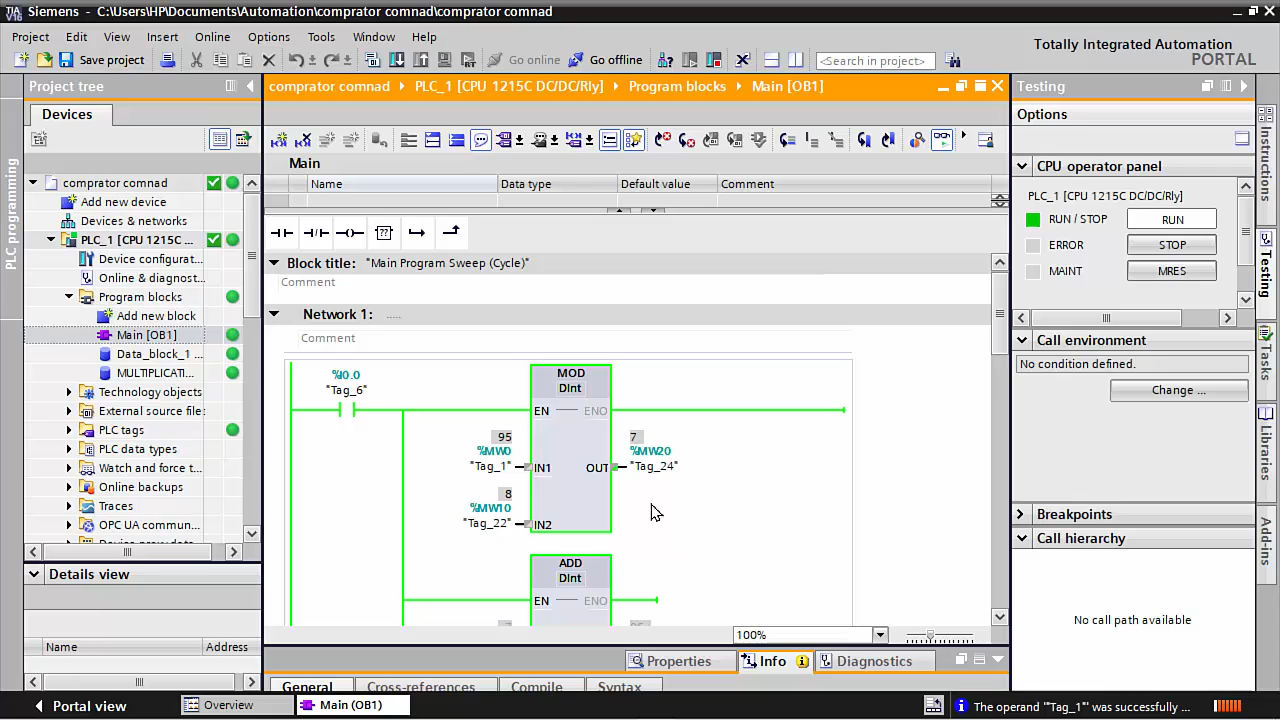 TIA
V16
Siemens - C:\Users\HP\Documents\Automation\comprator comnad\comprator comnad
Project Edit View Insert Online Options Tools Window Help
Totally Integrated Automation
PORTAL
Save project
Go online
Go offline
<Search in project>
Project tree
comprator comnad
PLC_1 [CPU 1215C DC/DC/Rly]
Program blocks
Main [OB1]
Testing
Devices
Options
PLC programming
Main
Name
Data type
Default value
Comment
comprator comnad
Add new device
Devices & networks
PLC_1 [CPU 1215C ...
Device configurat...
Online & diagnost...
Program blocks
Add new block
Main [OB1]
Data_block_1 ...
MULTIPLICATI...
Technology objects
External source file:
PLC tags
PLC data types
Watch and force t...
Online backups
Traces
OPC UA commun...
Details view
Name
Address
Block title: "Main Program Sweep (Cycle)"
Comment
Network 1: .....
Comment
%I0.0
"Tag_6"
MOD
DInt
EN
ENO
95
%MW0
"Tag_1"
IN1
7
%MW20
"Tag_24"
OUT
8
%MW10
"Tag_22"
IN2
ADD
DInt
EN
ENO
100%
Properties
Info
Diagnostics
General
Cross-references
Compile
Syntax
CPU operator panel
PLC_1 [CPU 1215C DC/DC/Rly]
RUN / STOP
RUN
ERROR
STOP
MAINT
MRES
Call environment
No condition defined.
Change ...
Breakpoints
Call hierarchy
No call path available
Instructions
Testing
Tasks
Libraries
Add-ins
Portal view
Overview
Main (OB1)
The operand '"Tag_1"' was successfully ...